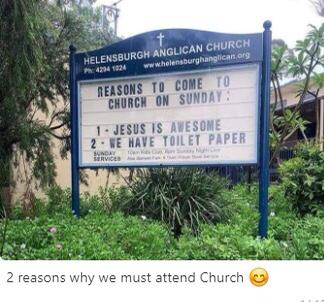 HELENSBURGH ANGLICAN CHURCH
Ph: 4294 1024 www.helensburghanglican.org
REASONS TO COME TO
CHURCH ON SUNDAY:
1 - JESUS IS AWESOME
2 - WE HAVE TOILET PAPER
SUNDAY
SERVICES
2 reasons why we must attend Church 😊